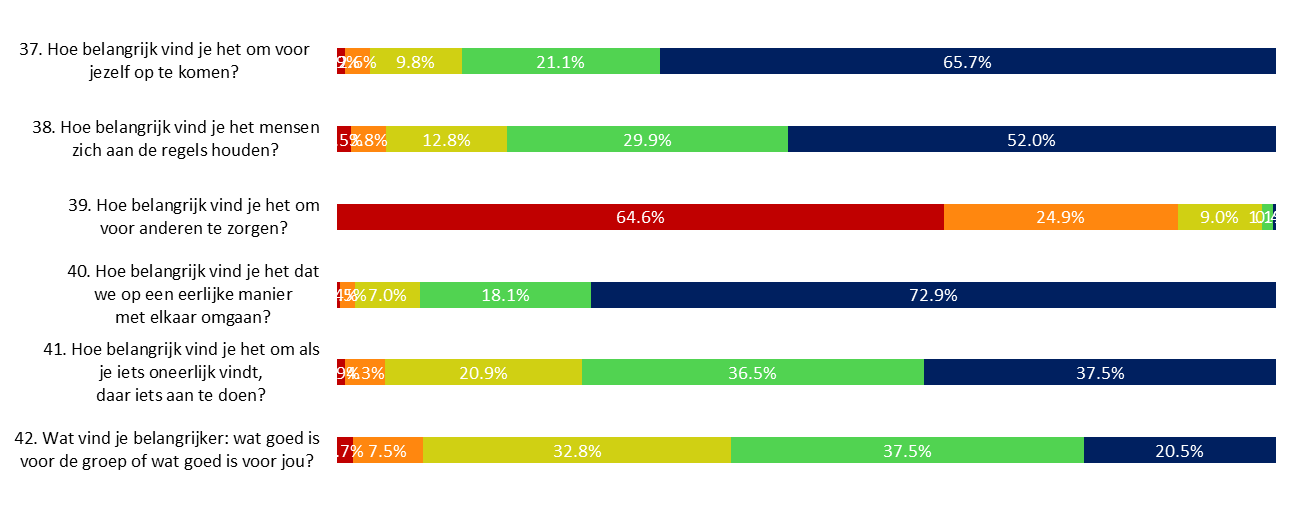 37. Hoe belangrijk vind je het om voor
jezelf op te komen?
9.8% 21.1% 65.7%
38. Hoe belangrijk vind je het mensen
zich aan de regels houden?
12.8% 29.9% 52.0%
39. Hoe belangrijk vind je het om
voor anderen te zorgen?
64.6% 24.9% 9.0%
40. Hoe belangrijk vind je het dat
we op een eerlijke manier
met elkaar omgaan?
7.0% 18.1% 72.9%
41. Hoe belangrijk vind je het om als
je iets oneerlijk vindt,
daar iets aan te doen?
4.3% 20.9% 36.5% 37.5%
42. Wat vind je belangrijker: wat goed is
voor de groep of wat goed is voor jou?
7.5% 32.8% 37.5% 20.5%